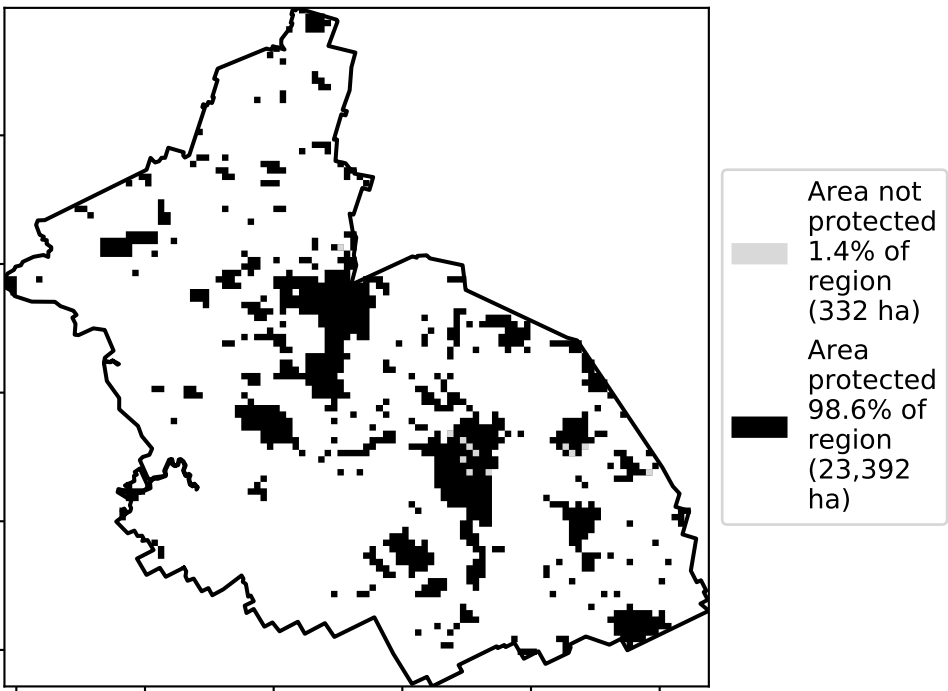 Area not
protected
1.4% of
region
(332 ha)
Area
protected
98.6% of
region
(23,392
ha)